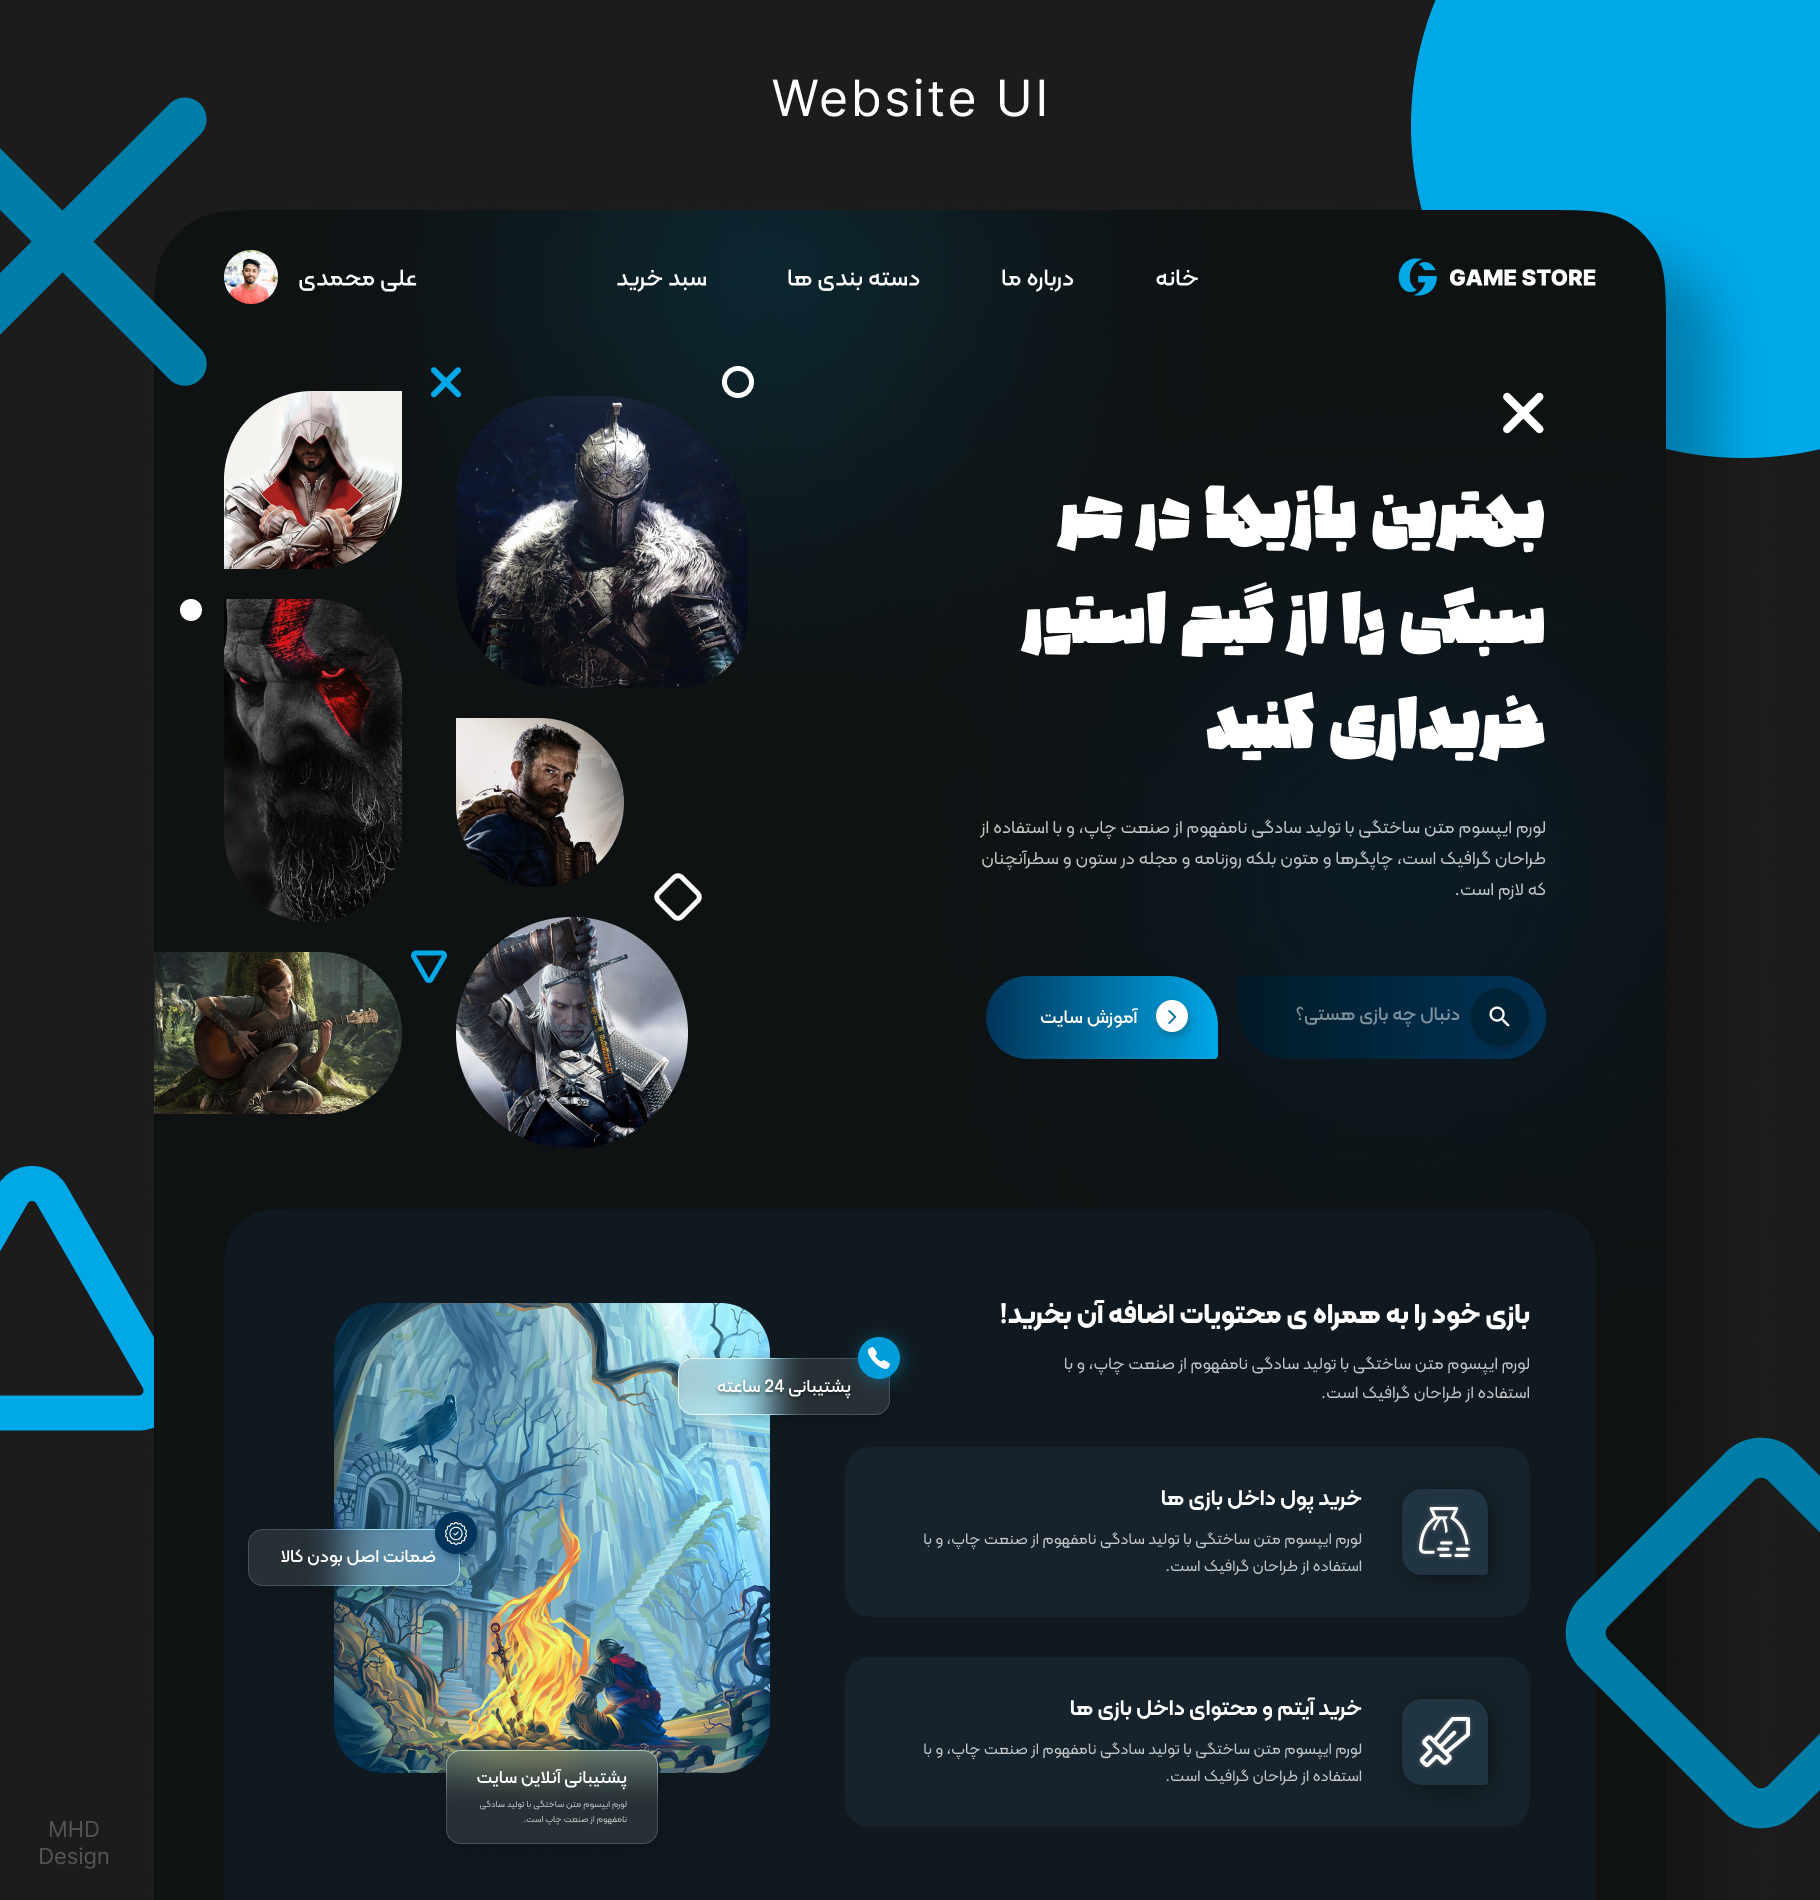 Website UI
GAME STORE
خانه
درباره ما
دسته بندی ها
سبد خرید
علی محمدی
بهترین بازیها در هر
سبکی را از گیم استور
خریداری کنید
لورم ایپسوم متن ساختگی با تولید سادگی نامفهوم از صنعت چاپ، و با استفاده از
طراحان گرافیک است، چاپگرها و متون بلکه روزنامه و مجله در ستون و سطرآنچنان
که لازم است.
دنبال چه بازی هستی؟
آموزش سایت
بازی خود را به همراه ی محتویات اضافه آن بخرید!
لورم ایپسوم متن ساختگی با تولید سادگی نامفهوم از صنعت چاپ، و با
استفاده از طراحان گرافیک است.
خرید پول داخل بازی ها
لورم ایپسوم متن ساختگی با تولید سادگی نامفهوم از صنعت چاپ، و با
استفاده از طراحان گرافیک است.
خرید آیتم و محتوای داخل بازی ها
لورم ایپسوم متن ساختگی با تولید سادگی نامفهوم از صنعت چاپ، و با
استفاده از طراحان گرافیک است.
پشتیبانی 24 ساعته
ضمانت اصل بودن کالا
پشتیبانی آنلاین سایت
لورم ایپسوم متن ساختگی با تولید سادگی
نامفهوم از صنعت چاپ است.
MHD
Design